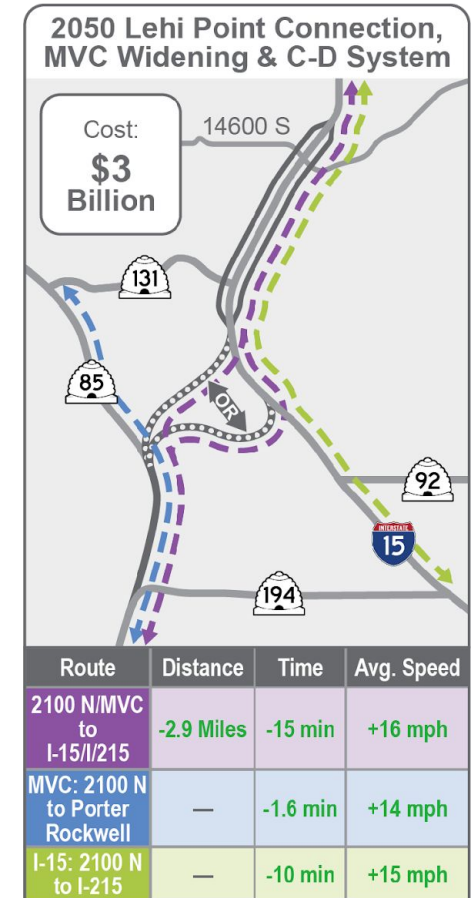 2050 Lehi Point Connection,
MVC Widening & C-D System
Cost:
$3
Billion
14600 S
131
85
OR
92
INTERSTATE
15
194
Route Distance Time Avg. Speed
2100 N/MVC
to
I-15/I/215
-2.9 Miles -15 min +16 mph
MVC: 2100 N
to Porter
Rockwell
— -1.6 min +14 mph
I-15: 2100 N
to I-215
— -10 min +15 mph